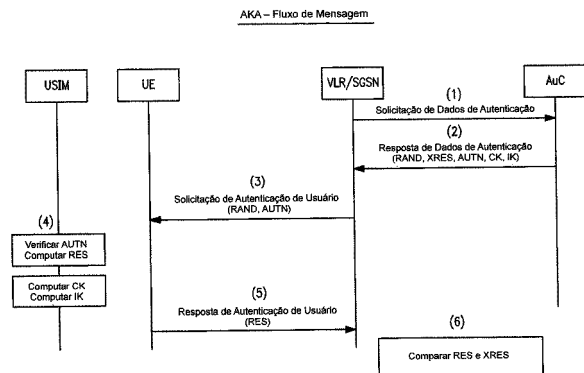 AKA – Fluxo de Mensagem
USIM
UE
VLR/SGSN
AuC
(1)
Solicitação de Dados de Autenticação
(2)
Resposta de Dados de Autenticação
(RAND, XRES, AUTN, CK, IK)
(3)
Solicitação de Autenticação de Usuário
(RAND, AUTN)
(4)
Verificar AUTN
Computar RES
Computar CK
Computar IK
(5)
Resposta de Autenticação de Usuário
(RES)
(6)
Comparar RES e XRES